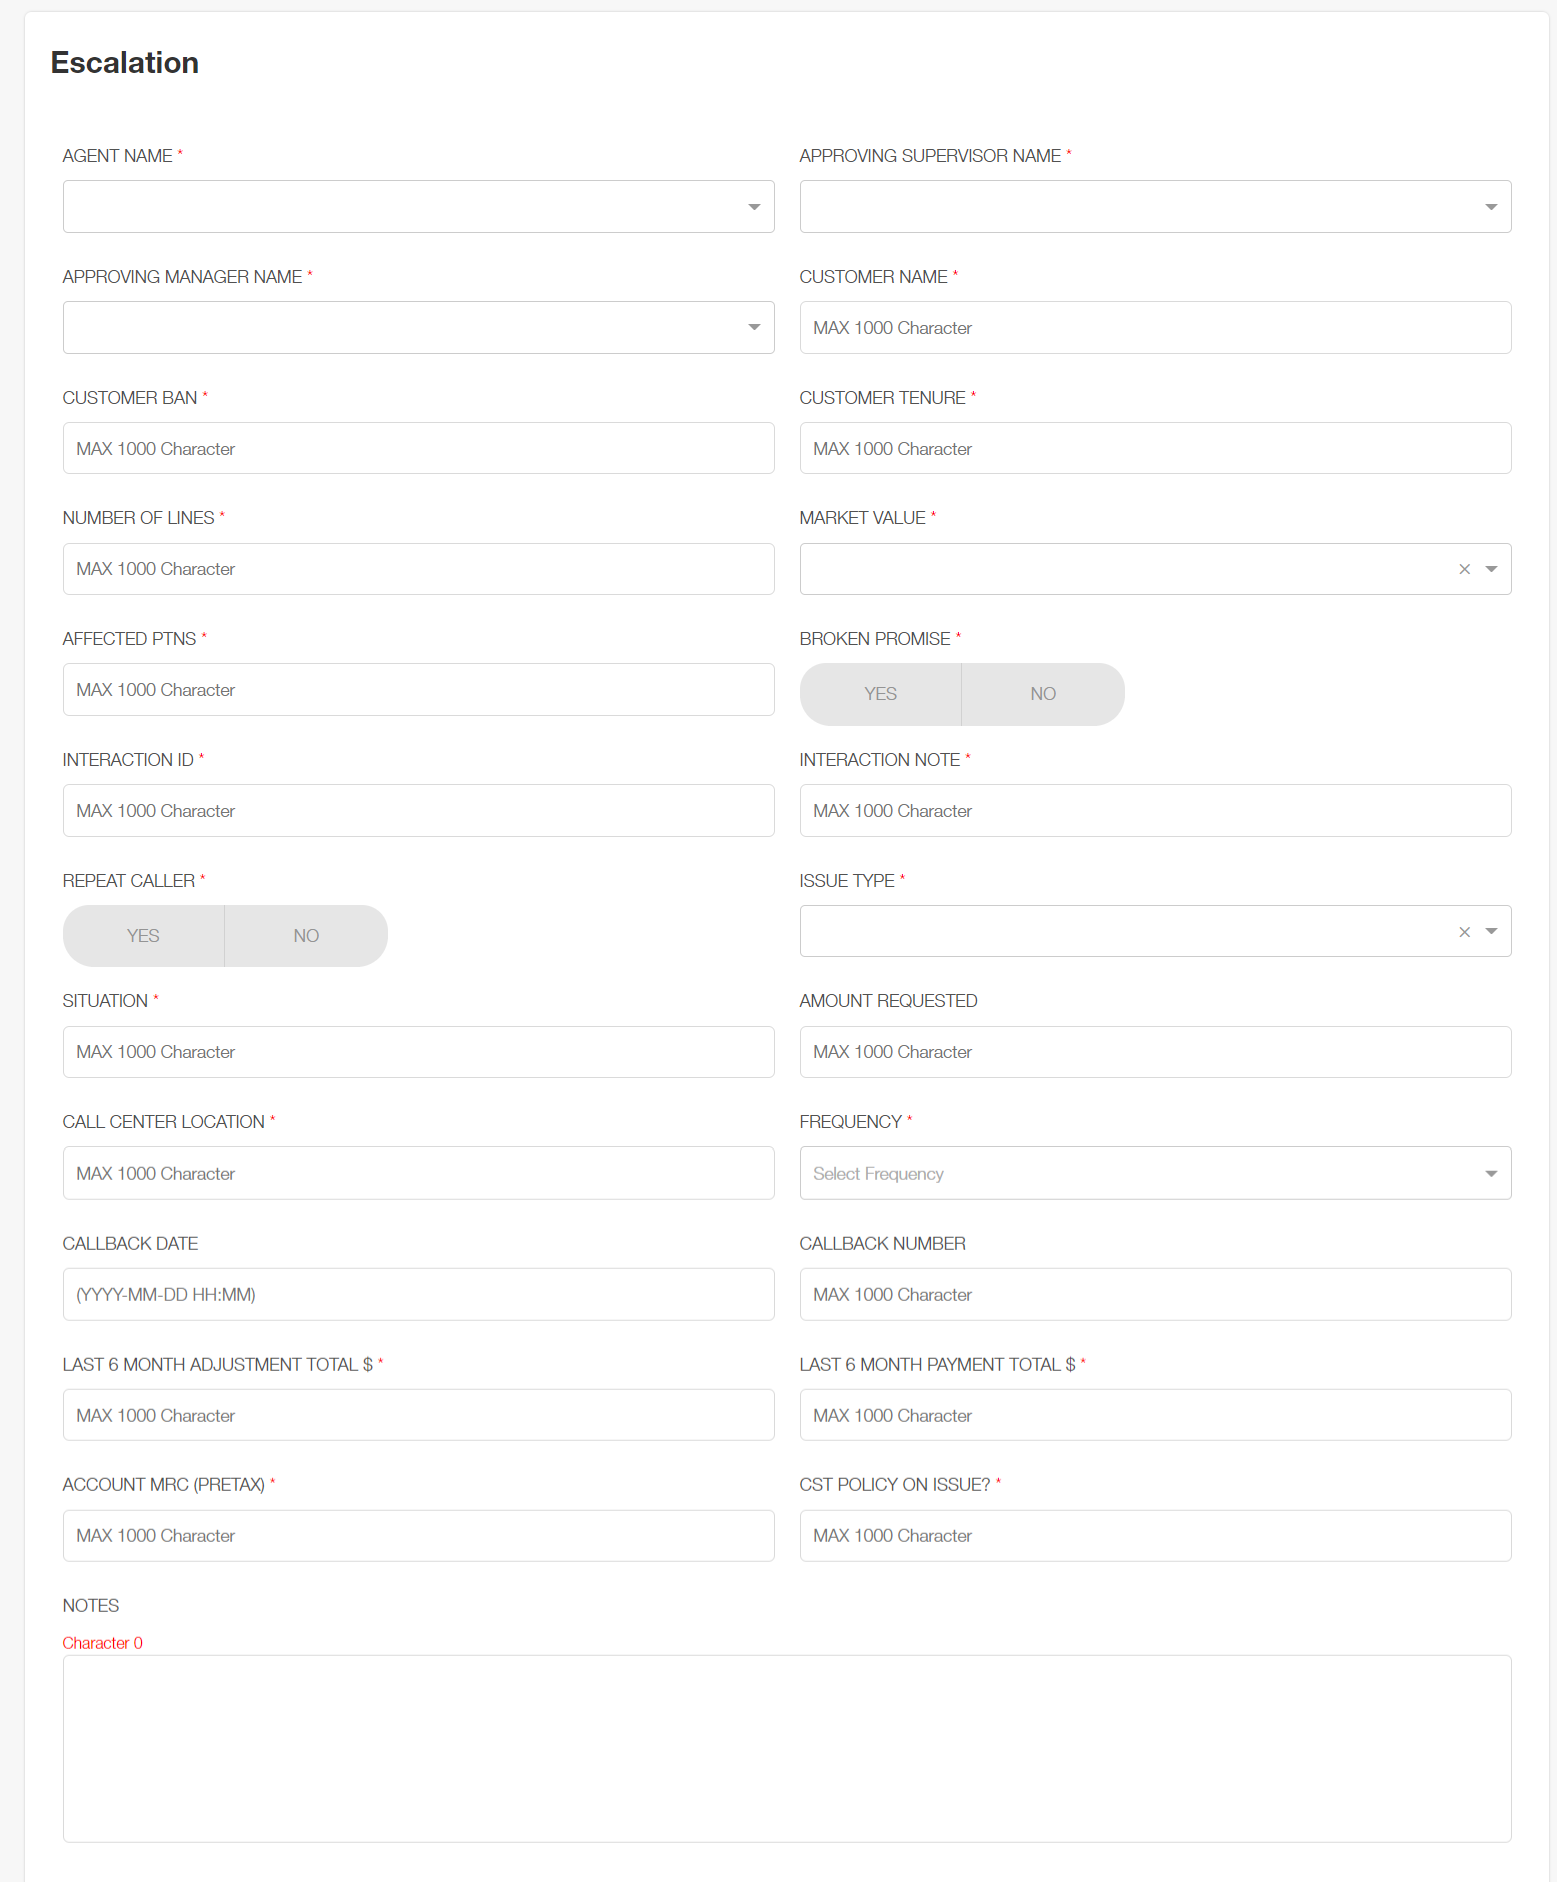 Escalation
AGENT NAME *
APPROVING SUPERVISOR NAME *
APPROVING MANAGER NAME *
CUSTOMER NAME *
MAX 1000 Character
CUSTOMER BAN *
CUSTOMER TENURE *
MAX 1000 Character
MAX 1000 Character
NUMBER OF LINES *
MARKET VALUE *
MAX 1000 Character
AFFECTED PTNS *
BROKEN PROMISE *
MAX 1000 Character
YES
NO
INTERACTION ID *
INTERACTION NOTE *
MAX 1000 Character
MAX 1000 Character
REPEAT CALLER *
ISSUE TYPE *
YES
NO
SITUATION *
AMOUNT REQUESTED
MAX 1000 Character
MAX 1000 Character
CALL CENTER LOCATION *
FREQUENCY *
MAX 1000 Character
Select Frequency
CALLBACK DATE
CALLBACK NUMBER
(YYYY-MM-DD HH:MM)
MAX 1000 Character
LAST 6 MONTH ADJUSTMENT TOTAL $ *
LAST 6 MONTH PAYMENT TOTAL $ *
MAX 1000 Character
MAX 1000 Character
ACCOUNT MRC (PRETAX) *
CST POLICY ON ISSUE? *
MAX 1000 Character
MAX 1000 Character
NOTES
Character 0